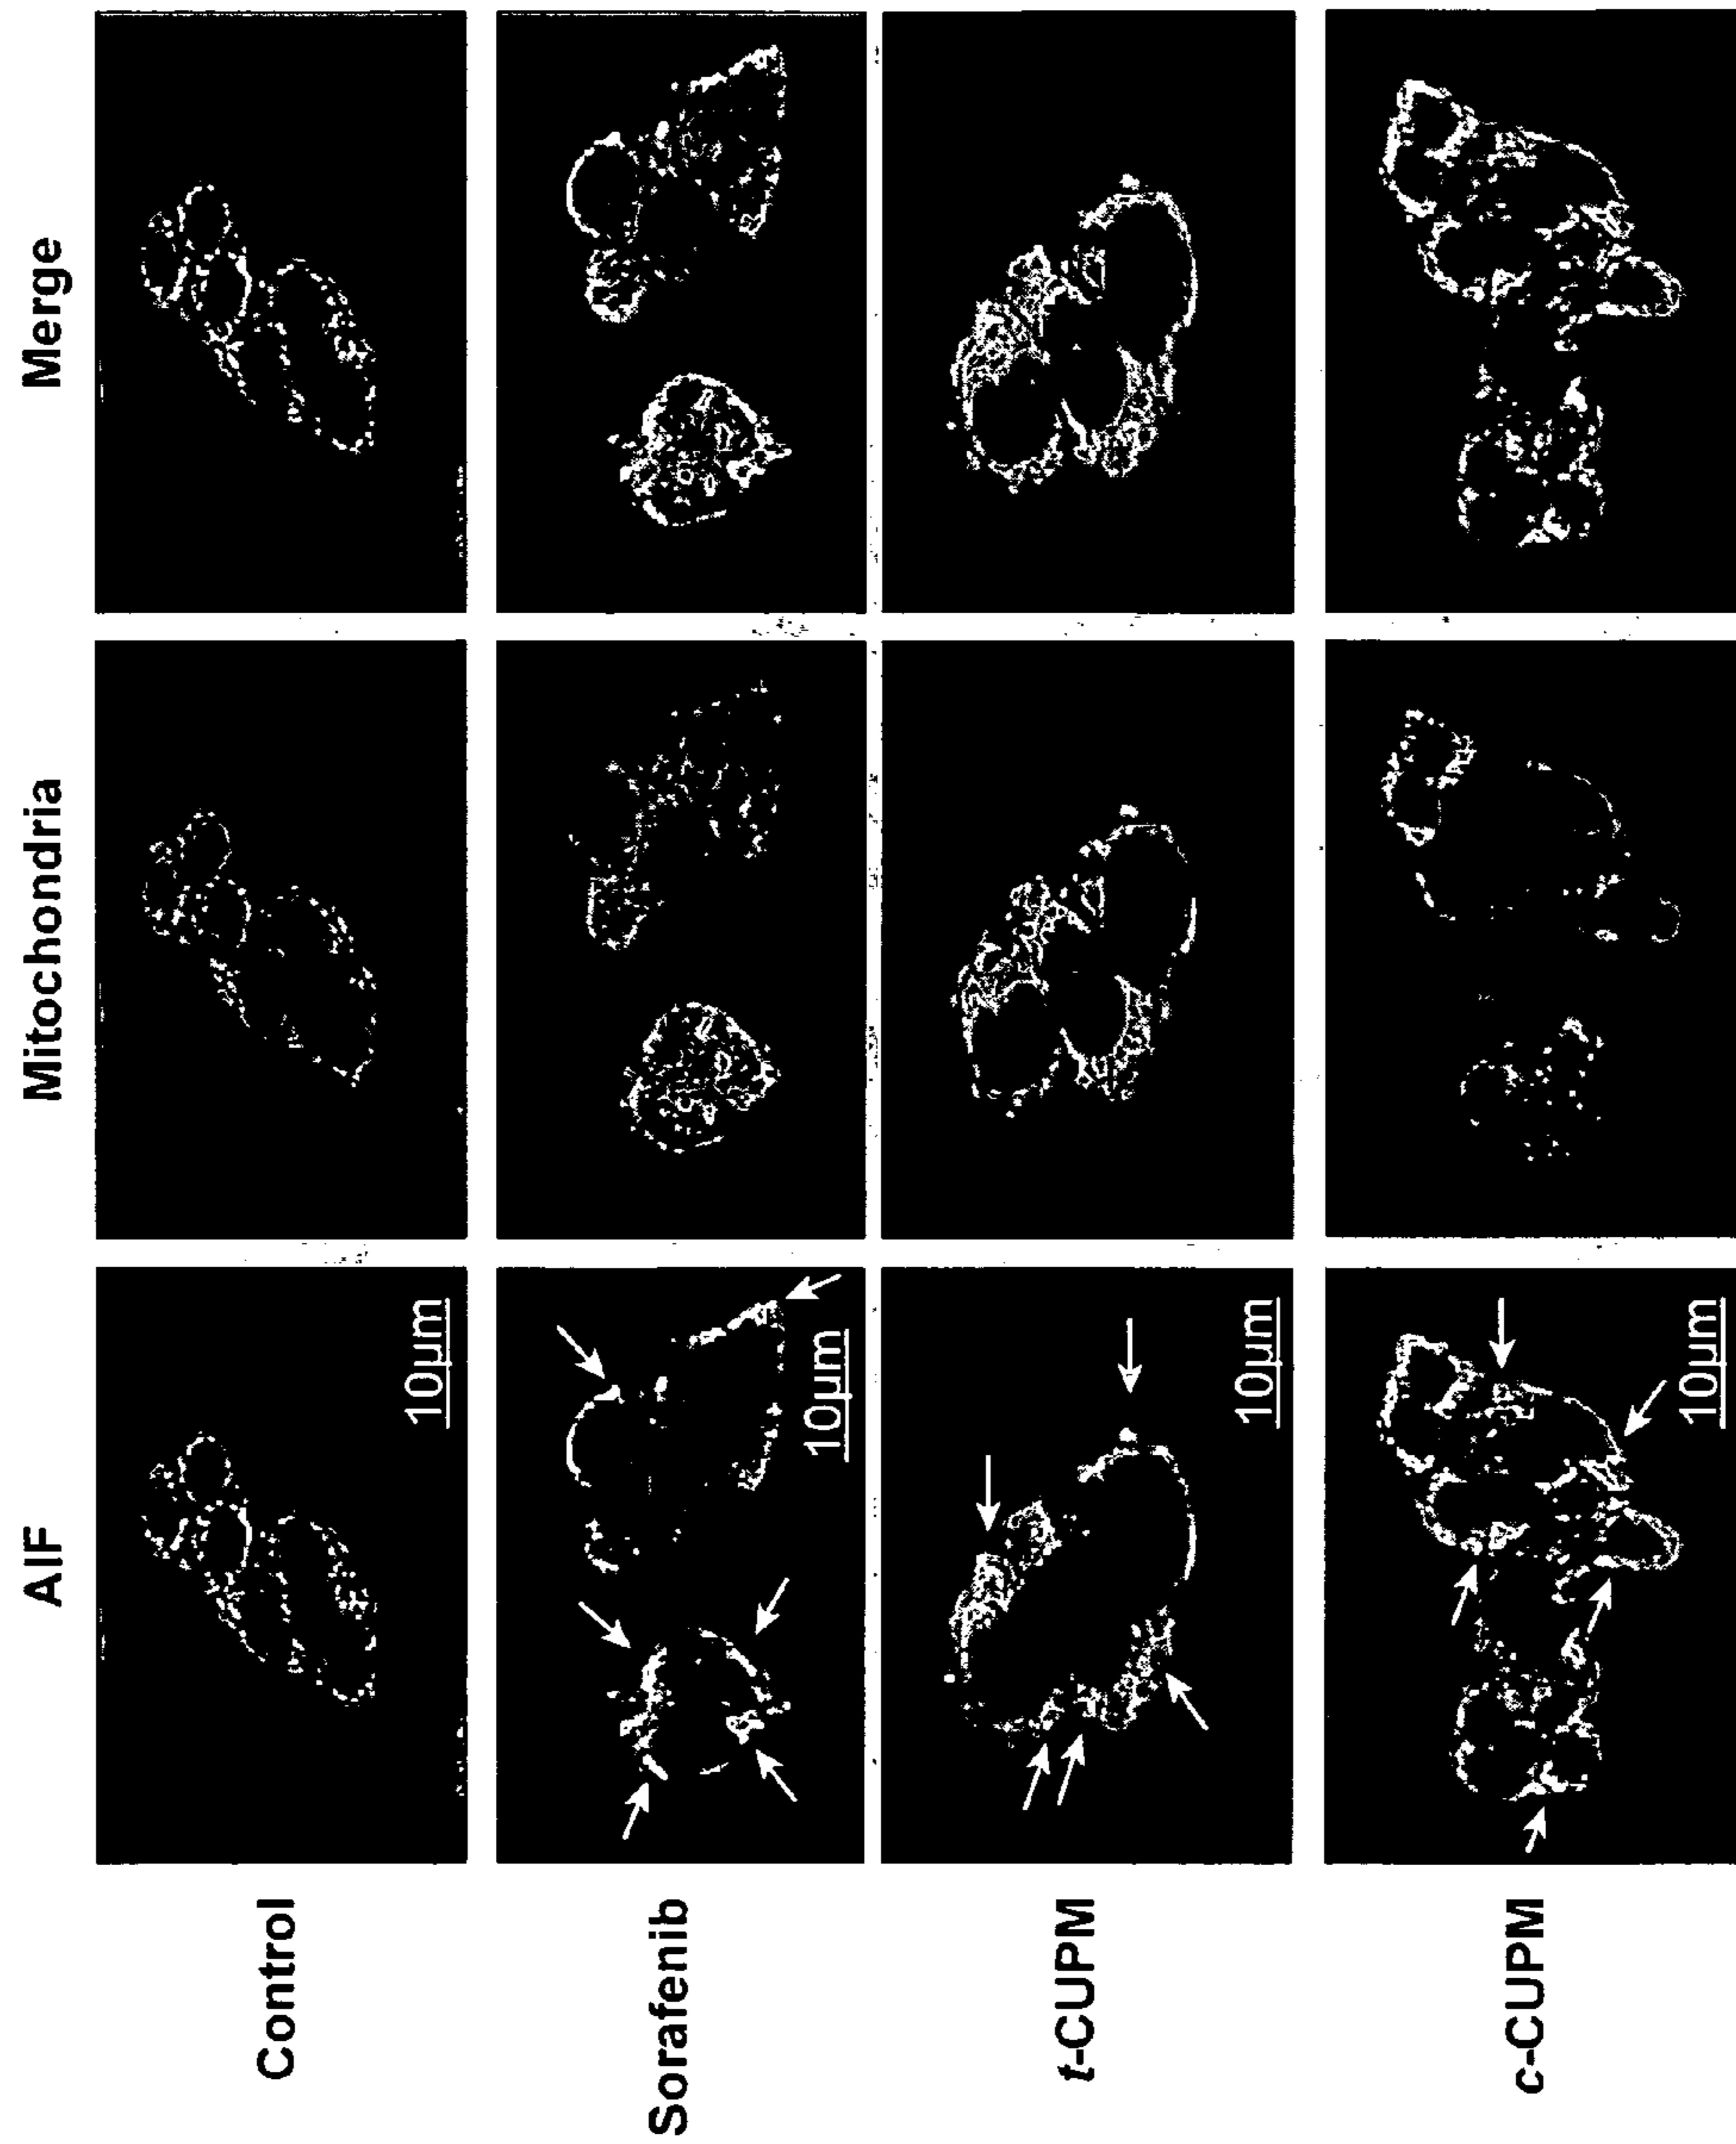 AIF
Mitochondria
Merge
Control
10µm
Sorafenib
10µm
t-CUPM
10µm
c-CUPM
10µm